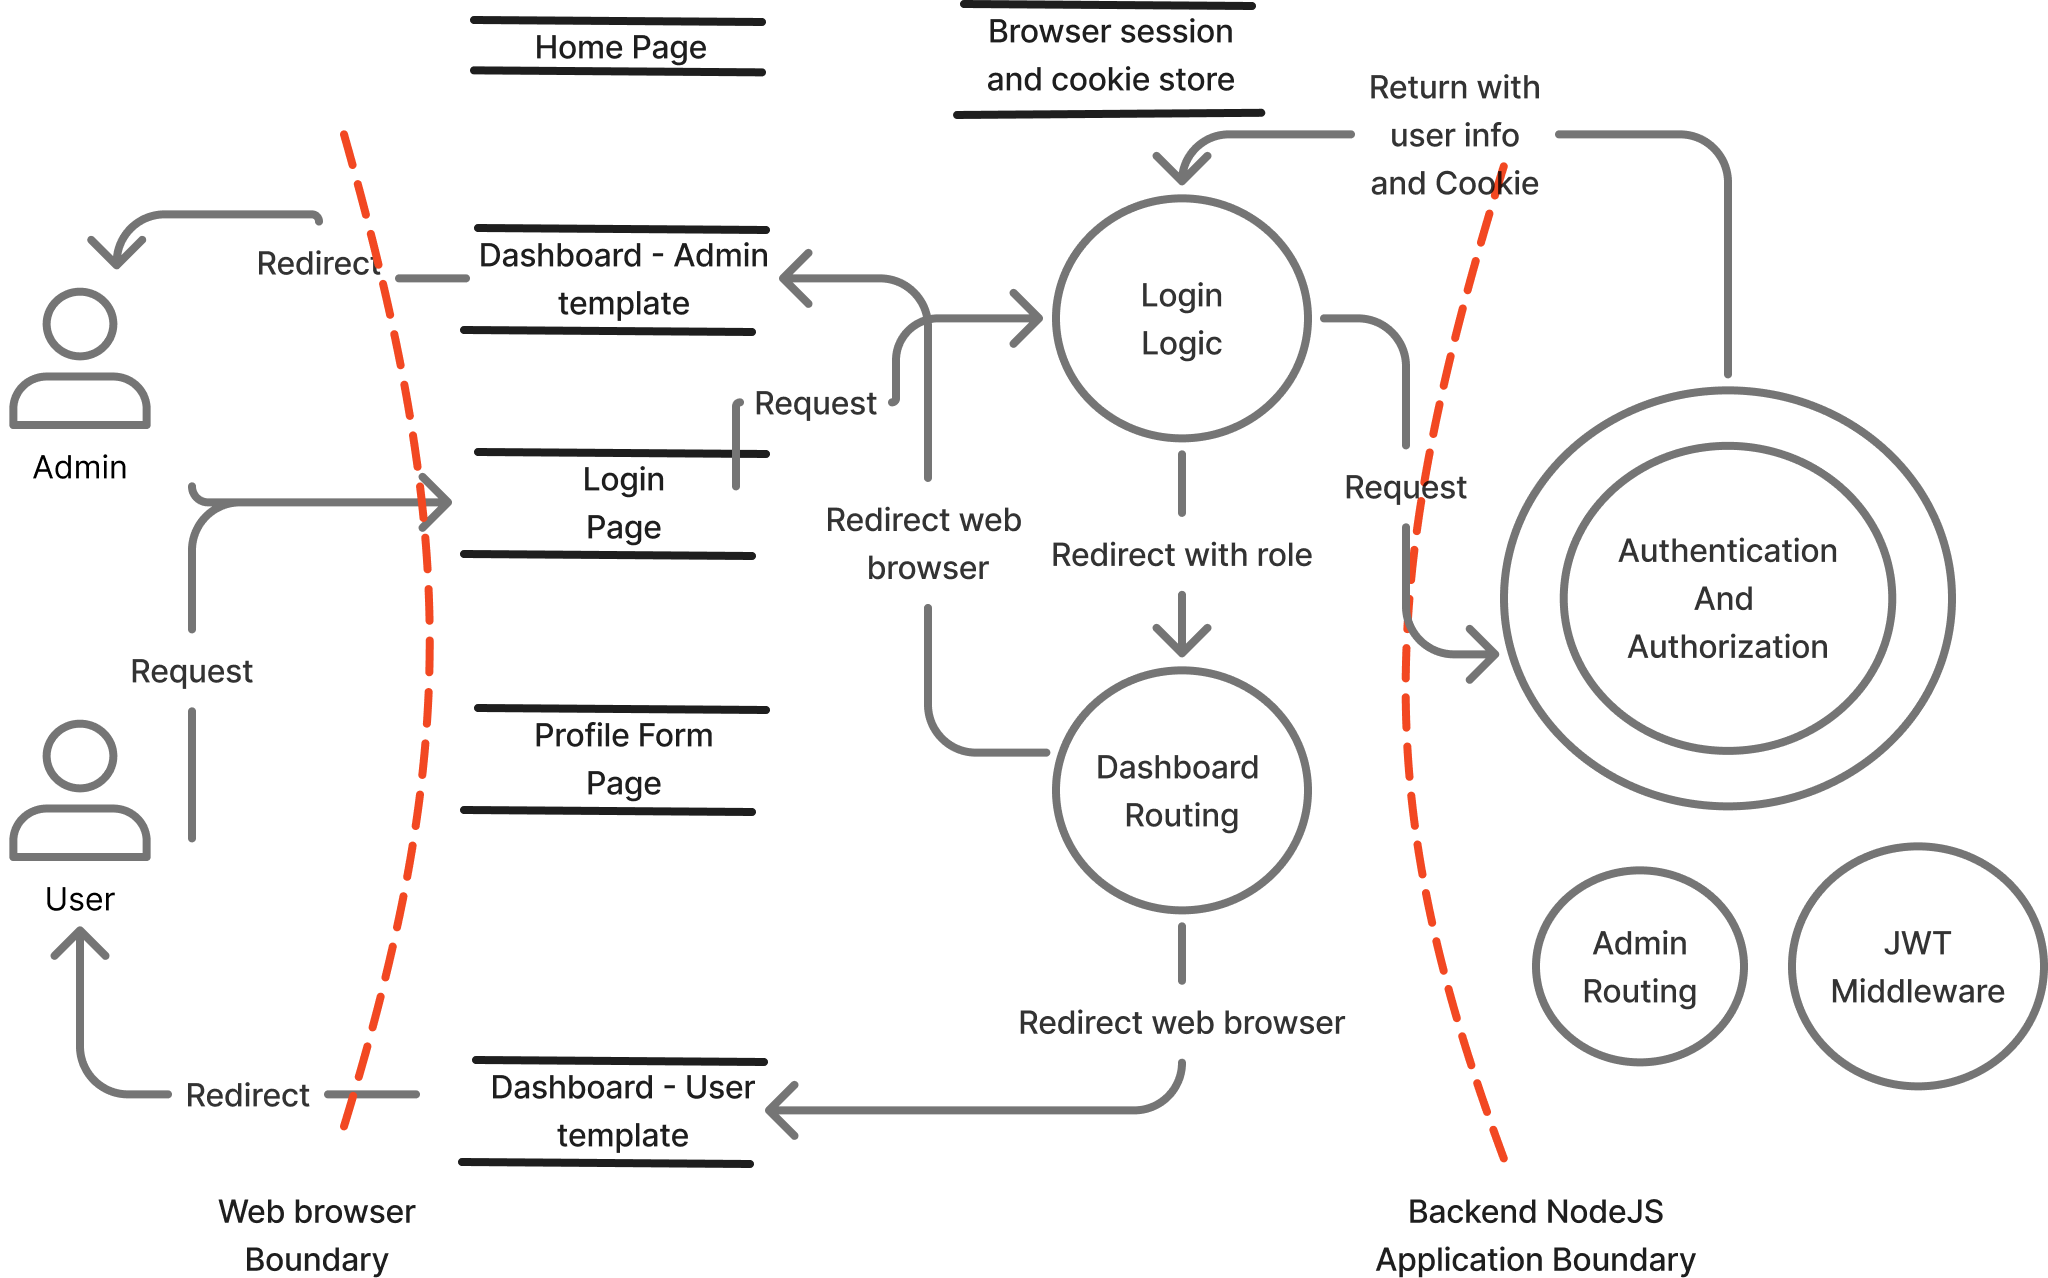 Home Page
Browser session
and cookie store
Return with
user info
and Cookie
Redirect
Dashboard - Admin
template
Login
Logic
Admin
Request
Login
Page
Redirect web
browser
Redirect with role
Request
Authentication
And
Authorization
Request
User
Profile Form
Page
Dashboard
Routing
Admin
Routing
JWT
Middleware
Redirect web browser
Redirect
Dashboard - User
template
Web browser
Boundary
Backend NodeJS
Application Boundary